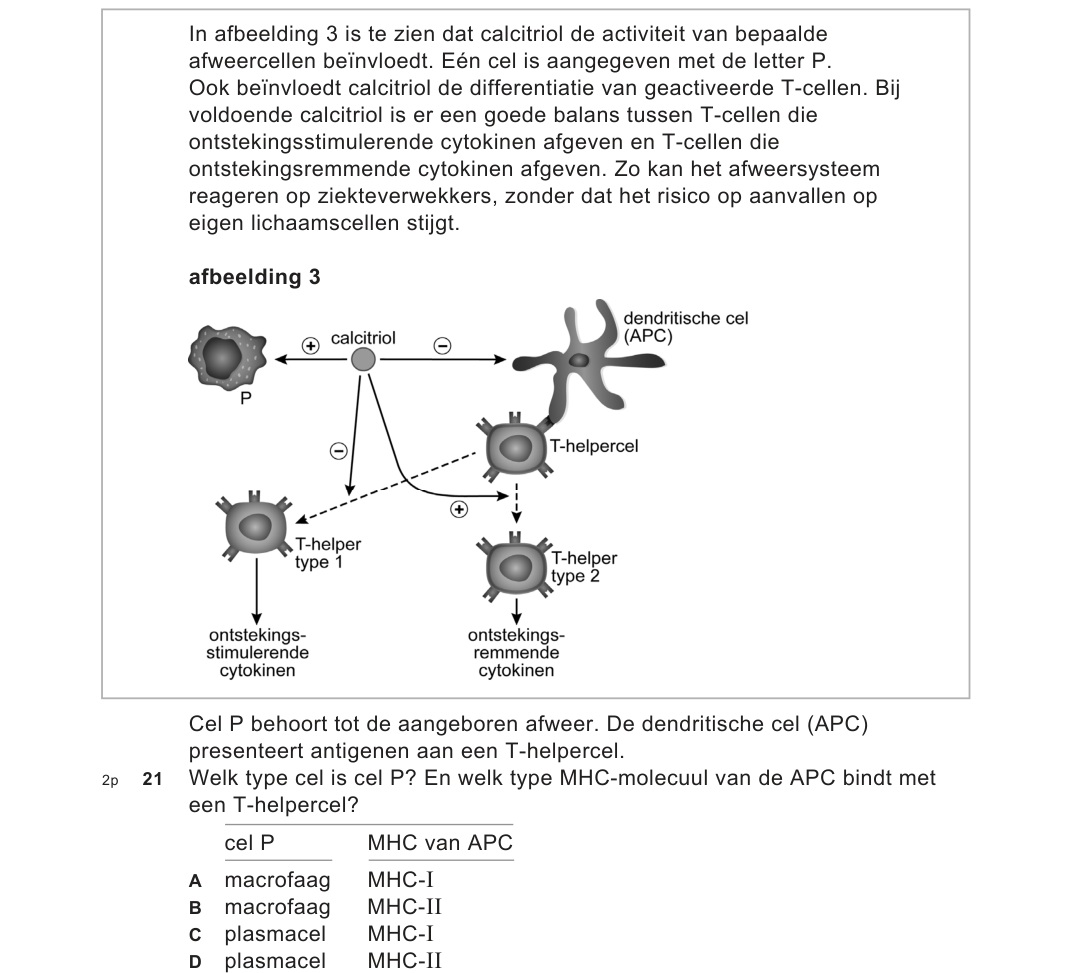 In afbeelding 3 is te zien dat calcitriol de activiteit van bepaalde
afweercellen beïnvloedt. Eén cel is aangegeven met de letter P.
Ook beïnvloedt calcitriol de differentiatie van geactiveerde T-cellen. Bij
voldoende calcitriol is er een goede balans tussen T-cellen die
ontstekingsstimulerende cytokinen afgeven en T-cellen die
ontstekingsremmende cytokinen afgeven. Zo kan het afweersysteem
reageren op ziekteverwekkers, zonder dat het risico op aanvallen op
eigen lichaamscellen stijgt.
afbeelding 3
dendritische cel
(APC)
calcitriol
+
−
P
T-helpercel
−
+
T-helper
type 1
T-helper
type 2
ontstekings-
stimulerende
cytokinen
ontstekings-
remmende
cytokinen
Cel P behoort tot de aangeboren afweer. De dendritische cel (APC)
presenteert antigenen aan een T-helpercel.
2p 21 Welk type cel is cel P? En welk type MHC-molecuul van de APC bindt met
een T-helpercel?
cel P MHC van APC
A macrofaag MHC-I
B macrofaag MHC-II
C plasmacel MHC-I
D plasmacel MHC-II